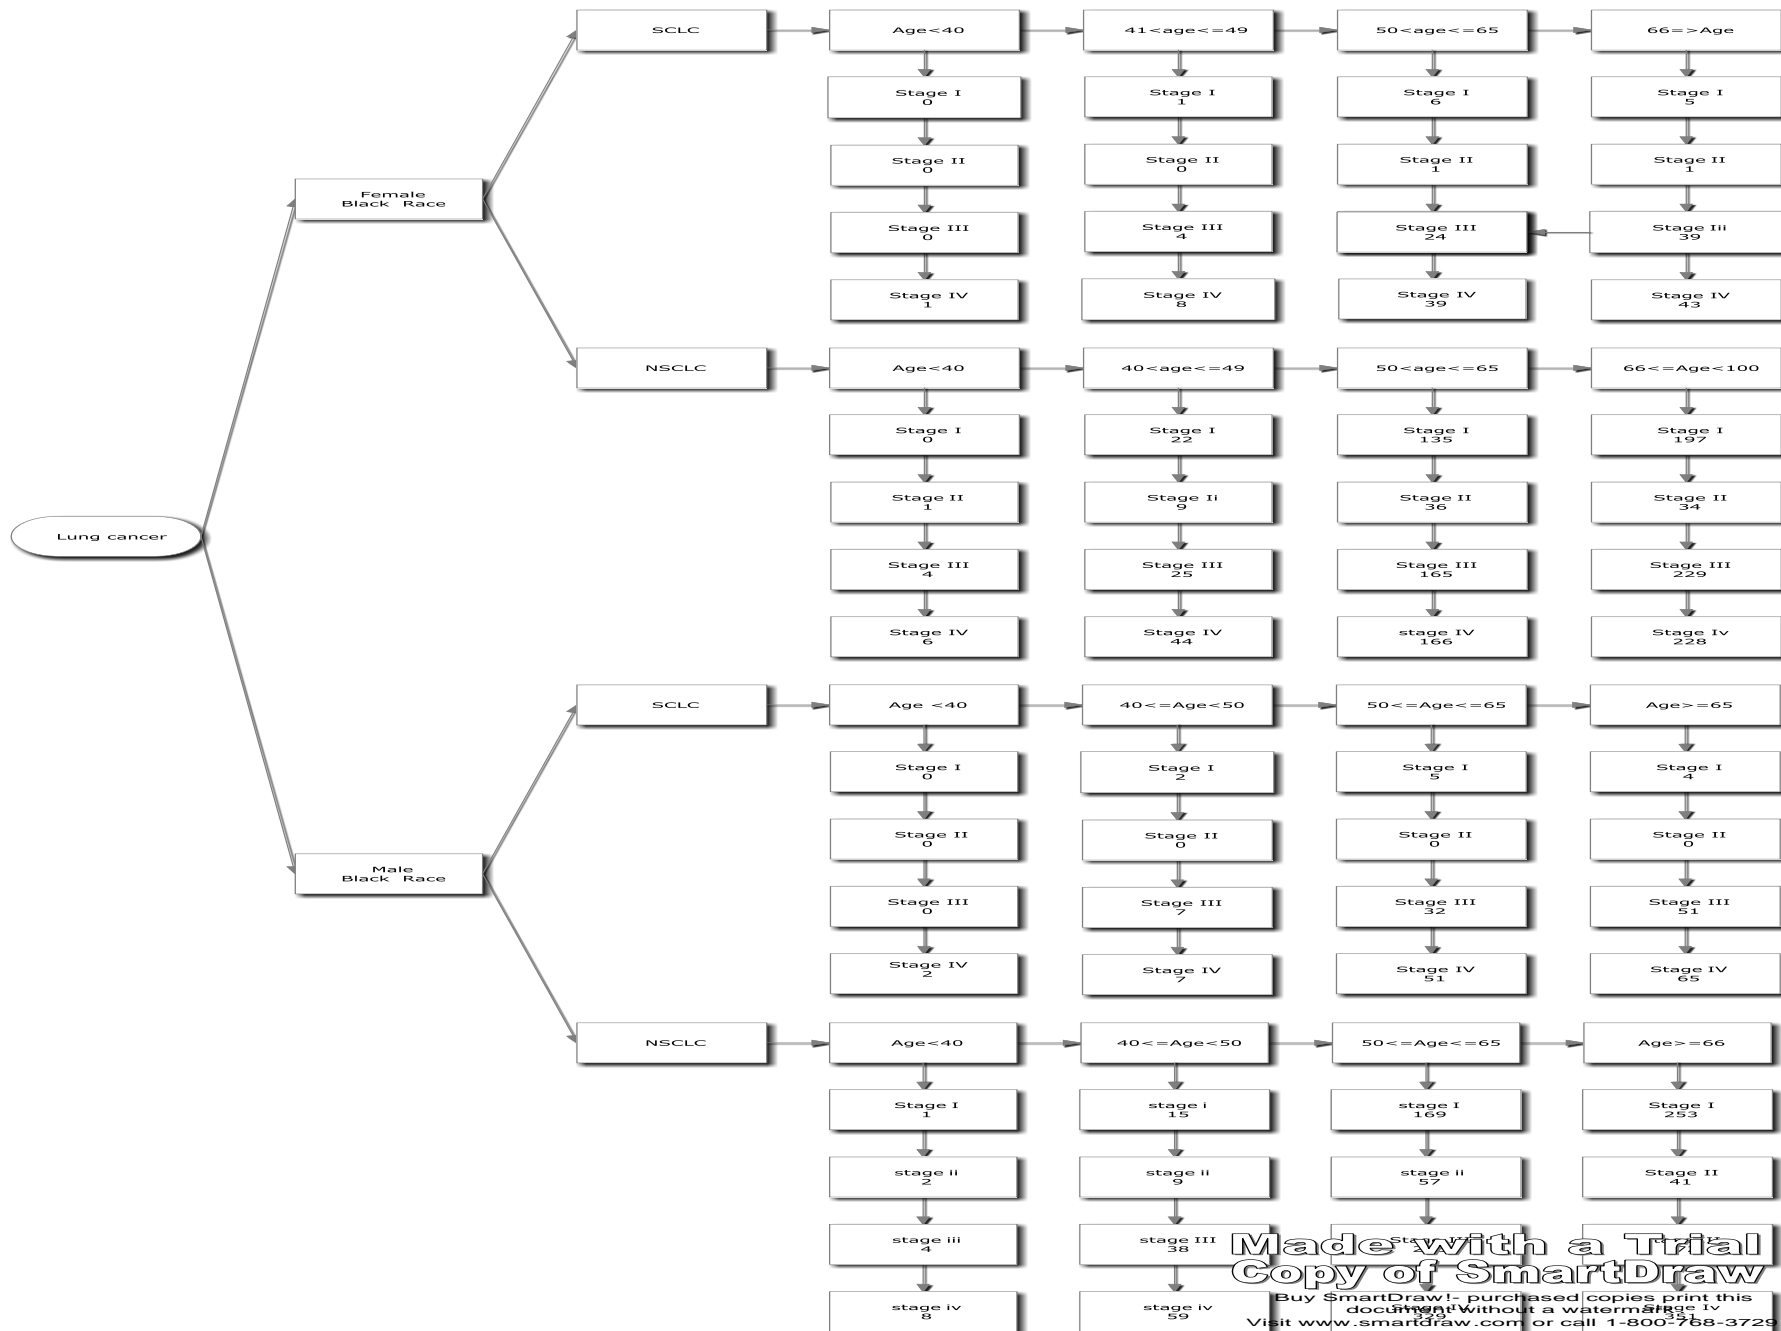 Lung cancer
Female
Black Race
SCLC
Age<40
Stage I
0
Stage II
0
Stage III
0
Stage IV
1
41<age<=49
Stage I
1
Stage II
0
Stage III
4
Stage IV
8
50<age<=65
Stage I
6
Stage II
1
Stage III
24
Stage IV
39
66=>Age
Stage I
5
Stage II
1
Stage Iii
39
Stage IV
43
NSCLC
Age<40
Stage I
0
Stage II
1
Stage III
4
Stage IV
6
40<age<=49
Stage I
22
Stage Ii
9
Stage III
25
Stage IV
44
50<age<=65
Stage I
135
Stage II
36
Stage III
165
stage IV
166
66<=Age<100
Stage I
197
Stage II
34
Stage III
229
Stage Iv
228
Male
Black Race
SCLC
Age <40
Stage I
0
Stage II
0
Stage III
0
Stage IV
2
40<=Age<50
Stage I
2
Stage II
0
Stage III
7
Stage IV
7
50<=Age<=65
Stage I
5
Stage II
0
Stage III
32
Stage IV
51
Age>=65
Stage I
4
Stage II
0
Stage III
51
Stage IV
65
NSCLC
Age<40
Stage I
1
stage ii
2
stage iii
4
stage iv
8
40<=Age<50
stage i
15
stage ii
9
stage III
38
stage iv
59
50<=Age<=65
stage I
169
stage ii
57
Stage IV
329
Age>=66
Stage I
253
Stage II
41
Stage Iv
351
Made with a Trial
Copy of SmartDraw
Buy SmartDraw!- purchased copies print this
document without a watermark.
Visit www.smartdraw.com or call 1-800-768-3729